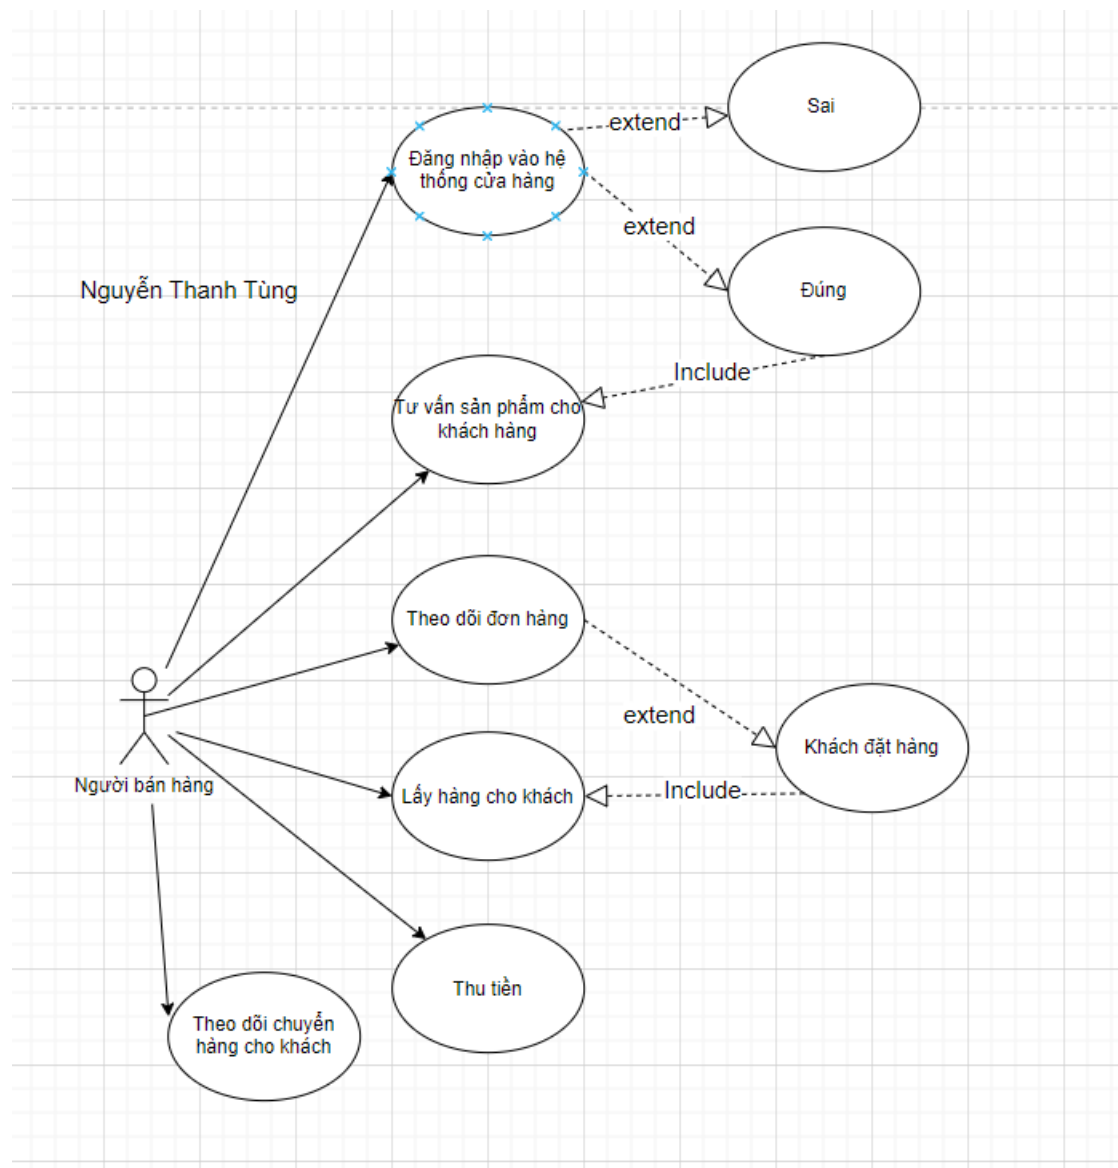 Sai
extend
Đăng nhập vào hệ
thống cửa hàng
extend
Nguyễn Thanh Tùng
Đúng
Include
Tư vấn sản phẩm cho
khách hàng
Theo dõi đơn hàng
extend
Khách đặt hàng
Người bán hàng
Lấy hàng cho khách
Include
Thu tiền
Theo dõi chuyển
hàng cho khách